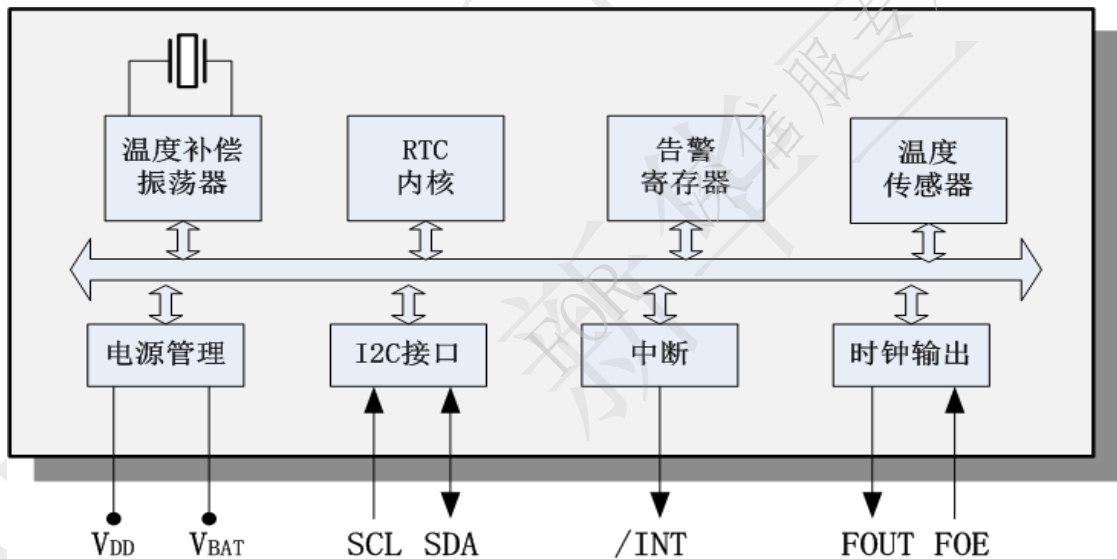 温度补偿
振荡器
RTC
内核
告警
寄存器
温度
传感器
电源管理
I2C接口
中断
时钟输出
VDD VBAT SCL SDA /INT FOUT FOE
FOR